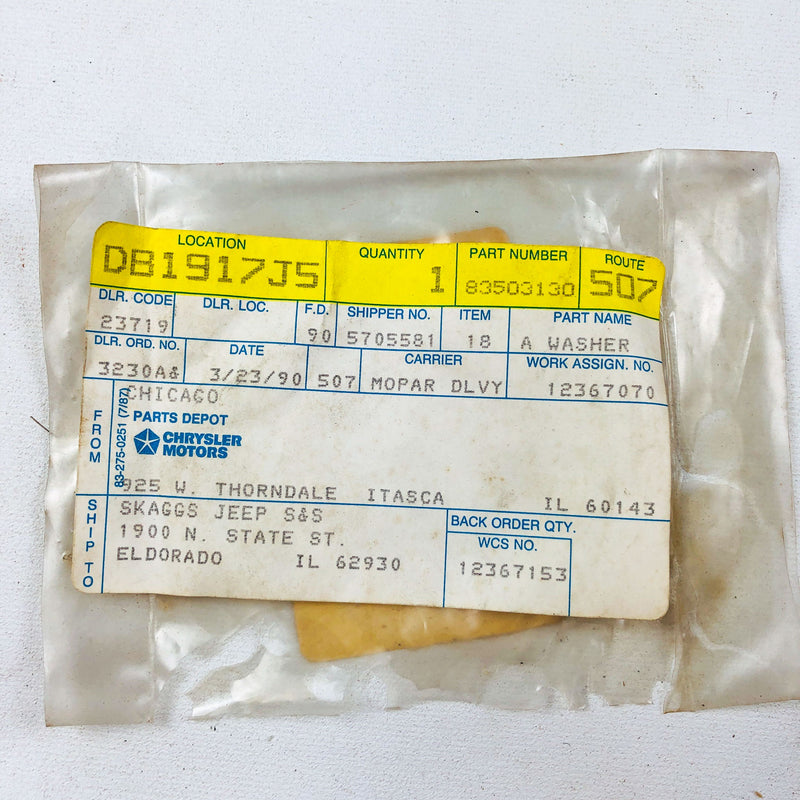 LOCATION QUANTITY PART NUMBER ROUTE
DB1917J5 1 83503130 507
DLR. CODE DLR. LOC. F.D. SHIPPER NO. ITEM PART NAME
23719 90 5705581 18 A WASHER
DLR. ORD. NO. DATE CARRIER WORK ASSIGN. NO.
3230A& 3/23/90 507 MOPAR DLVY 12367070
FROM
83-275-0251 (7/87)
CHICAGO
PARTS DEPOT
CHRYSLER
MOTORS
925 W. THORNDALE ITASCA IL 60143
SHIP TO
SKAGGS JEEP S&S
1900 N. STATE ST.
ELDORADO IL 62930
BACK ORDER QTY.
WCS NO.
12367153